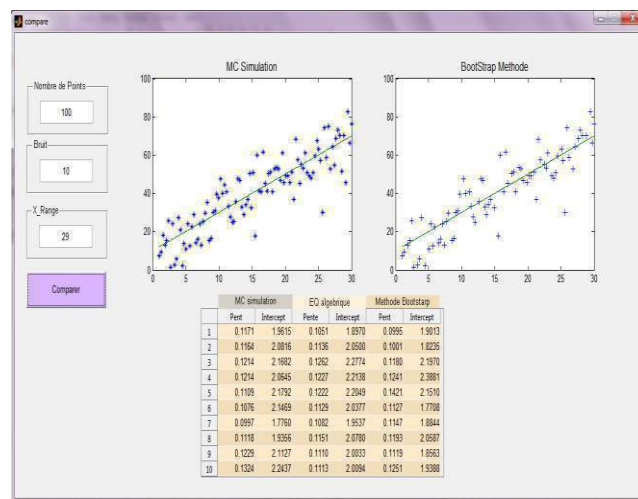 compare
Nombre de Points
100
Bruit
10
X_Range
29
Comparer
MC Simulation
100
80
60
40
20
0
0 5 10 15 20 25 30
BootStrap Methode
100
80
60
40
20
0
0 5 10 15 20 25 30
MC simulation EQ algebrique Methode Bootstarp
Pent Intercept Pente Intercept Pent Intercept
1 0.1171 1.9615 0.1051 1.8970 0.0995 1.9013
2 0.1164 2.0816 0.1136 2.0500 0.1001 1.8235
3 0.1214 2.1682 0.1262 2.2774 0.1180 2.1970
4 0.1214 2.0645 0.1227 2.2138 0.1241 2.3881
5 0.1109 2.1792 0.1222 2.2049 0.1421 2.1510
6 0.1076 2.1469 0.1129 2.0377 0.1127 1.7708
7 0.0997 1.7760 0.1082 1.9537 0.1147 1.8844
8 0.1118 1.9356 0.1151 2.0780 0.1193 2.0587
9 0.1229 2.1127 0.1110 2.0033 0.1119 1.8563
10 0.1324 2.2437 0.1113 2.0094 0.1251 1.9388